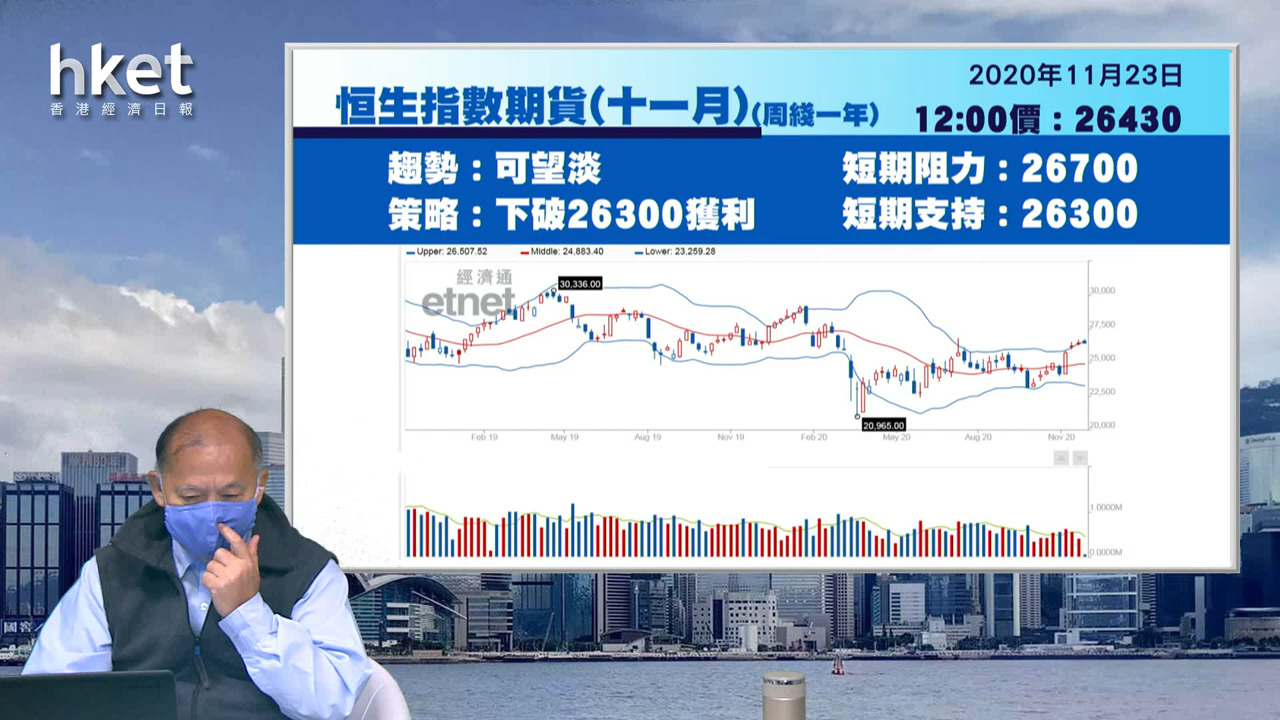 hket
香港經濟日報
2020年11月23日
恒生指數期貨(十一月)(周綫一年)
12:00價：26430
趨勢：可望淡
短期阻力：26700
策略：下破26300獲利
短期支持：26300
Upper: 26,507.52 Middle: 24,883.40 Lower: 23,259.28
經濟通
etnet
30,336.00
30,000
27,500
25,000
22,500
20,965.00
20,000
Feb 19 May 19 Aug 19 Nov 19 Feb 20 May 20 Aug 20 Nov 20
1.0000M
0.0000M